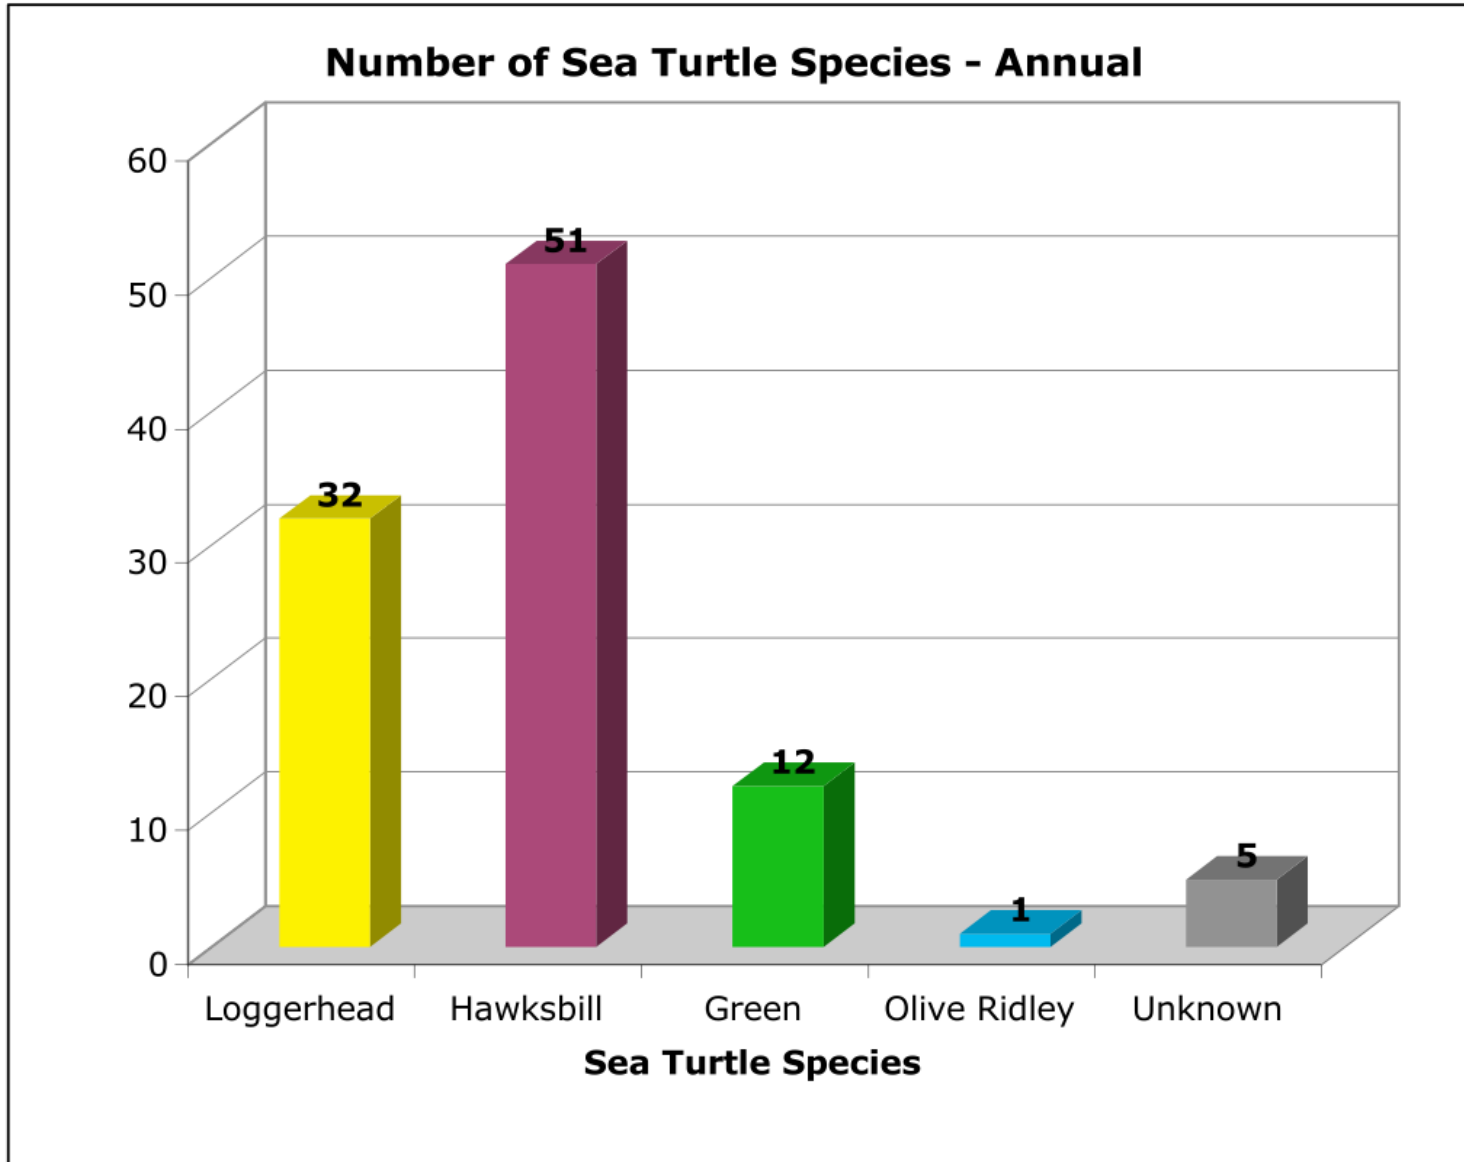 Number of Sea Turtle Species - Annual
60
50
40
30
20
10
0
32
51
12
1
5
Loggerhead
Hawksbill
Green
Olive Ridley
Unknown
Sea Turtle Species